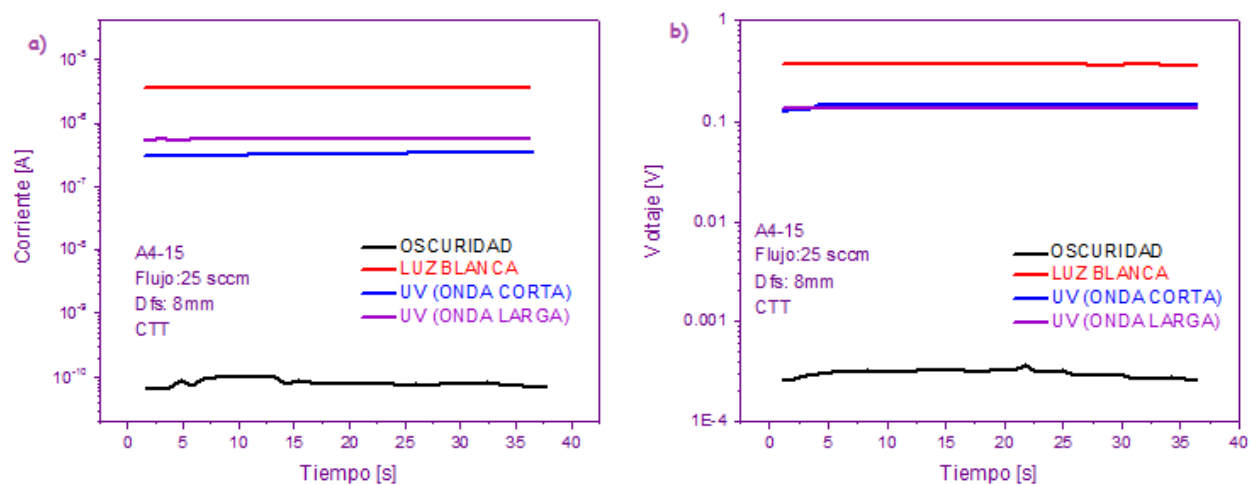 a)
Corriente [A]
10⁻⁵
10⁻⁶
10⁻⁷
10⁻⁸
10⁻⁹
10⁻¹⁰
A4-15
Flujo:25 sccm
Dfs: 8mm
CTT
OSCURIDAD
LUZ BLANCA
UV (ONDA CORTA)
UV (ONDA LARGA)
0 5 10 15 20 25 30 35 40
Tiempo [s]
b)
Voltaje [V]
1
0.1
0.01
0.001
1E-4
A4-15
Flujo:25 sccm
Dfs: 8mm
CTT
OSCURIDAD
LUZ BLANCA
UV (ONDA CORTA)
UV (ONDA LARGA)
0 5 10 15 20 25 30 35 40
Tiempo [s]